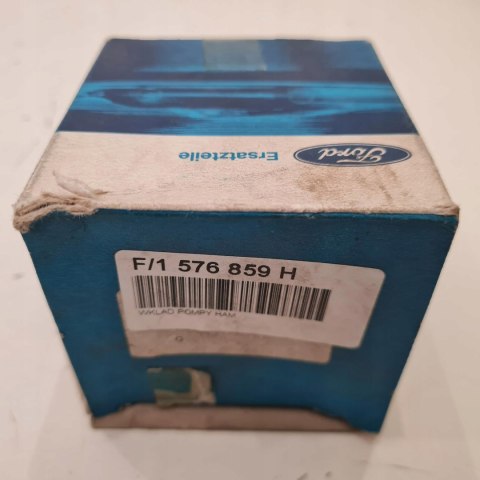 Ford
Ersatzteile
F/1 576 859 H
WKLAD POMPY HAM
G